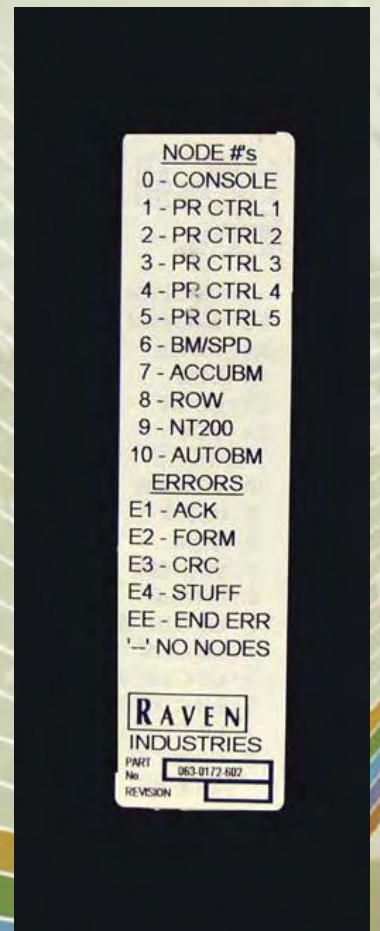 NODE #'s
0 - CONSOLE
1 - PR CTRL 1
2 - PR CTRL 2
3 - PR CTRL 3
4 - PR CTRL 4
5 - PR CTRL 5
6 - BM/SPD
7 - ACCUBM
8 - ROW
9 - NT200
10 - AUTOBM
ERRORS
E1 - ACK
E2 - FORM
E3 - CRC
E4 - STUFF
EE - END ERR
'--' NO NODES
RAVEN
INDUSTRIES
PART No 063-0172-602
REVISION